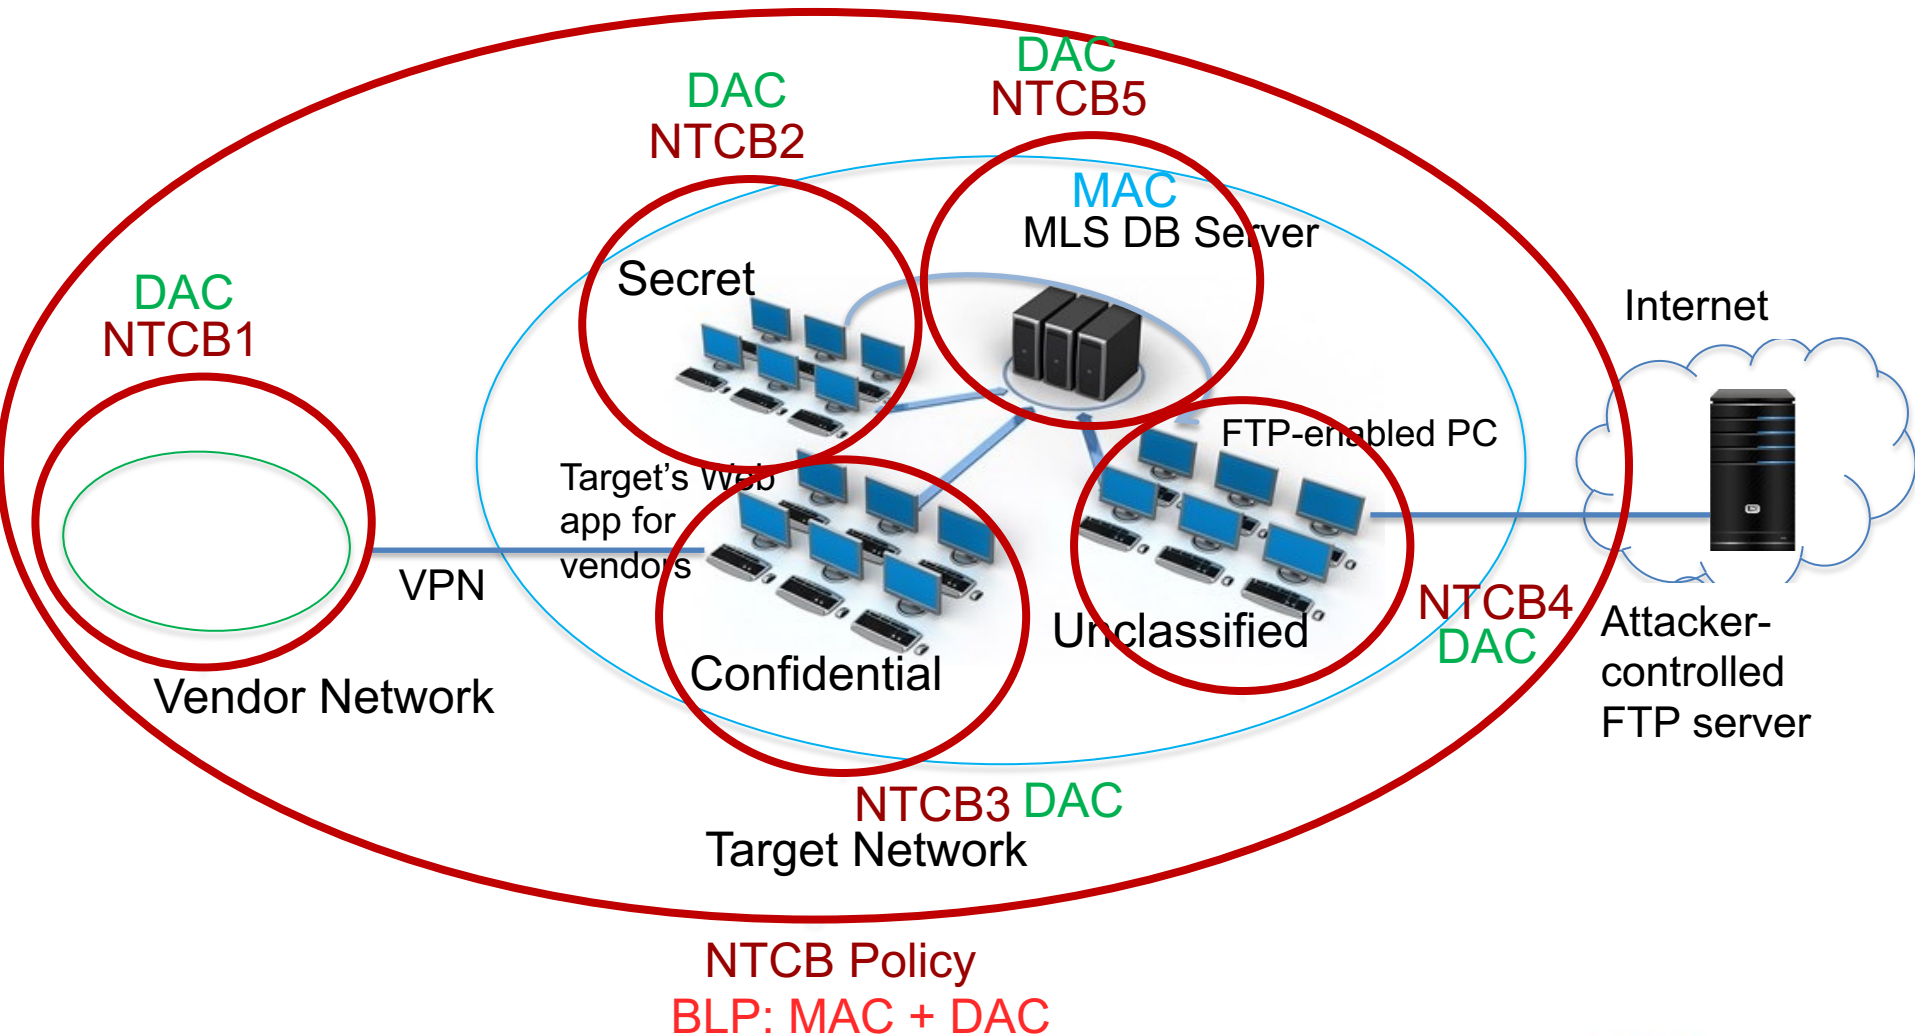 DAC
NTCB5
DAC
NTCB2
MAC
MLS DB Server
Secret
DAC
NTCB1
Internet
FTP-enabled PC
Target's Web
app for
vendors
VPN
NTCB4
DAC
Unclassified
Attacker-
controlled
FTP server
Confidential
Vendor Network
NTCB3 DAC
Target Network
NTCB Policy
BLP: MAC + DAC